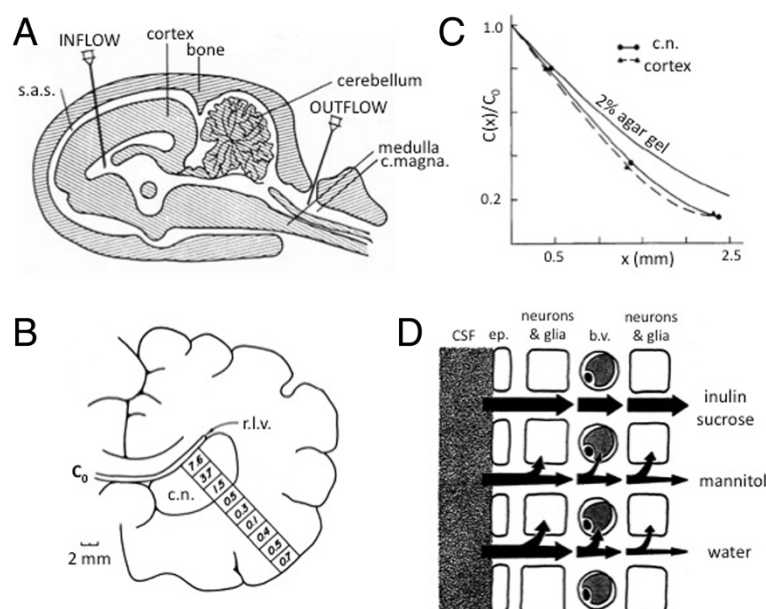 A
INFLOW
cortex
bone
s.a.s.
cerebellum
OUTFLOW
medulla
c.magna.
B
r.l.v.
C₀
c.n.
7.6
3.7
1.5
0.5
0.3
0.1
0.4
0.5
0.7
2 mm
C
1.0
C(x)/C₀
0.2
c.n.
cortex
2% agar gel
0.5
x (mm)
2.5
D
CSF
ep.
neurons
& glia
b.v.
neurons
& glia
inulin
sucrose
mannitol
water